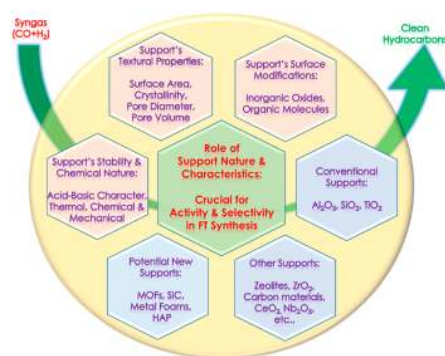 Syngas
(CO+H₂)
Clean
Hydrocarbons
Support's
Textural Properties:
Surface Area,
Crystallinity,
Pore Diameter,
Pore Volume
Support's Surface
Modifications:
Inorganic Oxides,
Organic Molecules
Support's Stability &
Chemical Nature:
Acid-Basic Character,
Thermal, Chemical &
Mechanical
Role of
Support Nature &
Characteristics:
Crucial for
Activity & Selectivity
in FT Synthesis
Conventional
Supports:
Al₂O₃, SiO₂, TiO₂
Potential New
Supports:
MOFs, SiC,
Metal Foams,
HAP
Other Supports:
Zeolites, ZrO₂,
Carbon materials,
CeO₂, Nb₂O₅,
etc.,